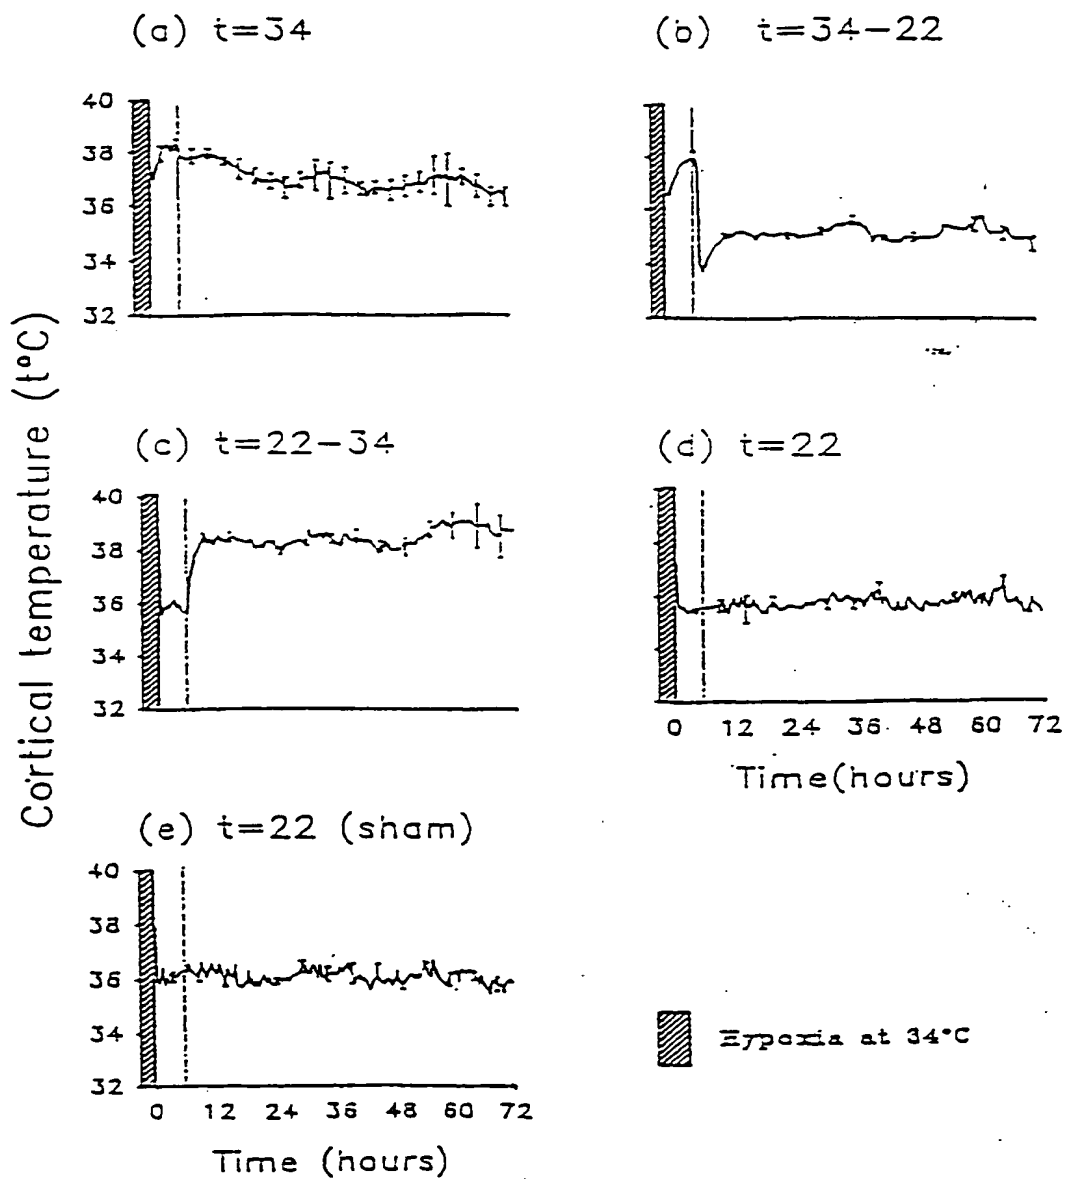 (a) t=34
40
38
36
34
32
(b) t=34-22
Cortical temperature (t°C)
(c) t=22-34
40
38
36
34
32
(d) t=22
0 12 24 36 48 60 72
Time(hours)
(e) t=22 (sham)
40
38
36
34
32
0 12 24 36 48 60 72
Time (hours)
Hypoxia at 34°C